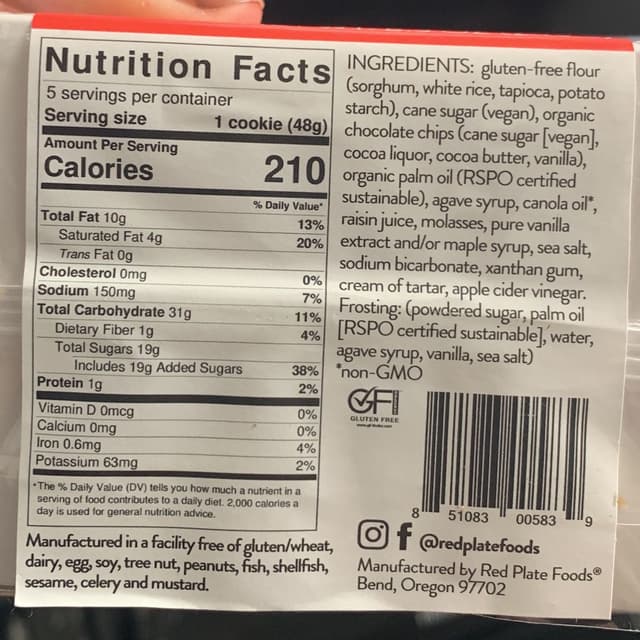 Nutrition Facts
5 servings per container
Serving size 1 cookie (48g)
Amount Per Serving
Calories 210
% Daily Value*
Total Fat 10g 13%
Saturated Fat 4g 20%
Trans Fat 0g
Cholesterol 0mg 0%
Sodium 150mg 7%
Total Carbohydrate 31g 11%
Dietary Fiber 1g 4%
Total Sugars 19g
Includes 19g Added Sugars 38%
Protein 1g 2%
Vitamin D 0mcg 0%
Calcium 0mg 0%
Iron 0.6mg 4%
Potassium 63mg 2%
*The % Daily Value (DV) tells you how much a nutrient in a
serving of food contributes to a daily diet. 2,000 calories a
day is used for general nutrition advice.
Manufactured in a facility free of gluten/wheat,
dairy, egg, soy, tree nut, peanuts, fish, shellfish,
sesame, celery and mustard.
INGREDIENTS: gluten-free flour
(sorghum, white rice, tapioca, potato
starch), cane sugar (vegan), organic
chocolate chips (cane sugar [vegan],
cocoa liquor, cocoa butter, vanilla),
organic palm oil (RSPO certified
sustainable), agave syrup, canola oil*,
raisin juice, molasses, pure vanilla
extract and/or maple syrup, sea salt,
sodium bicarbonate, xanthan gum,
cream of tartar, apple cider vinegar.
Frosting: (powdered sugar, palm oil
[RSPO certified sustainable], water,
agave syrup, vanilla, sea salt)
*non-GMO
GF
GLUTEN FREE
8 51083 00583 9
f @redplatefoods
Manufactured by Red Plate Foods®
Bend, Oregon 97702